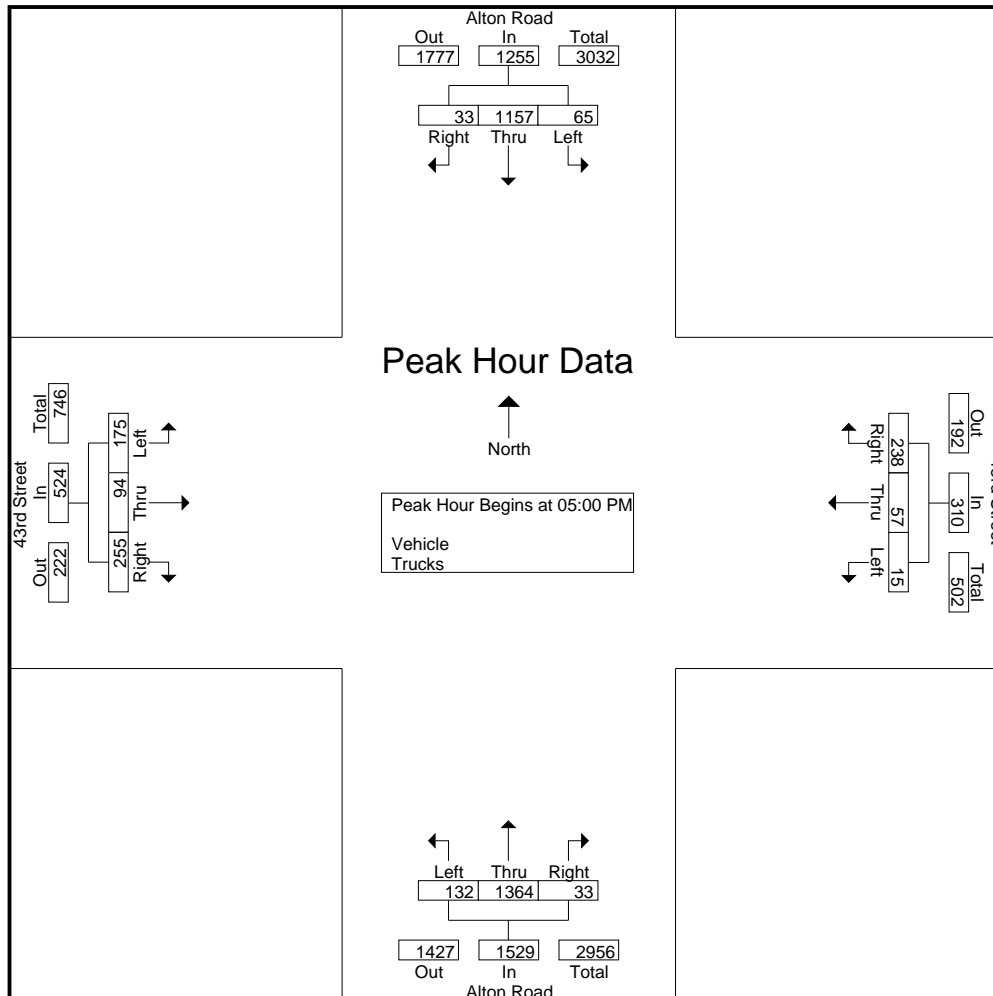 Alton Road
Out In Total
1777 1255 3032
33 1157 65
Right Thru Left
Peak Hour Data
North
Peak Hour Begins at 05:00 PM
Vehicle
Trucks
43rd Street
Total In Out
746 524 222
175 94 255
Left Thru Right
Right Thru Left
238 57 15
192 310 502
Out In Total
Left Thru Right
132 1364 33
1427 1529 2956
Out In Total
Alton Road